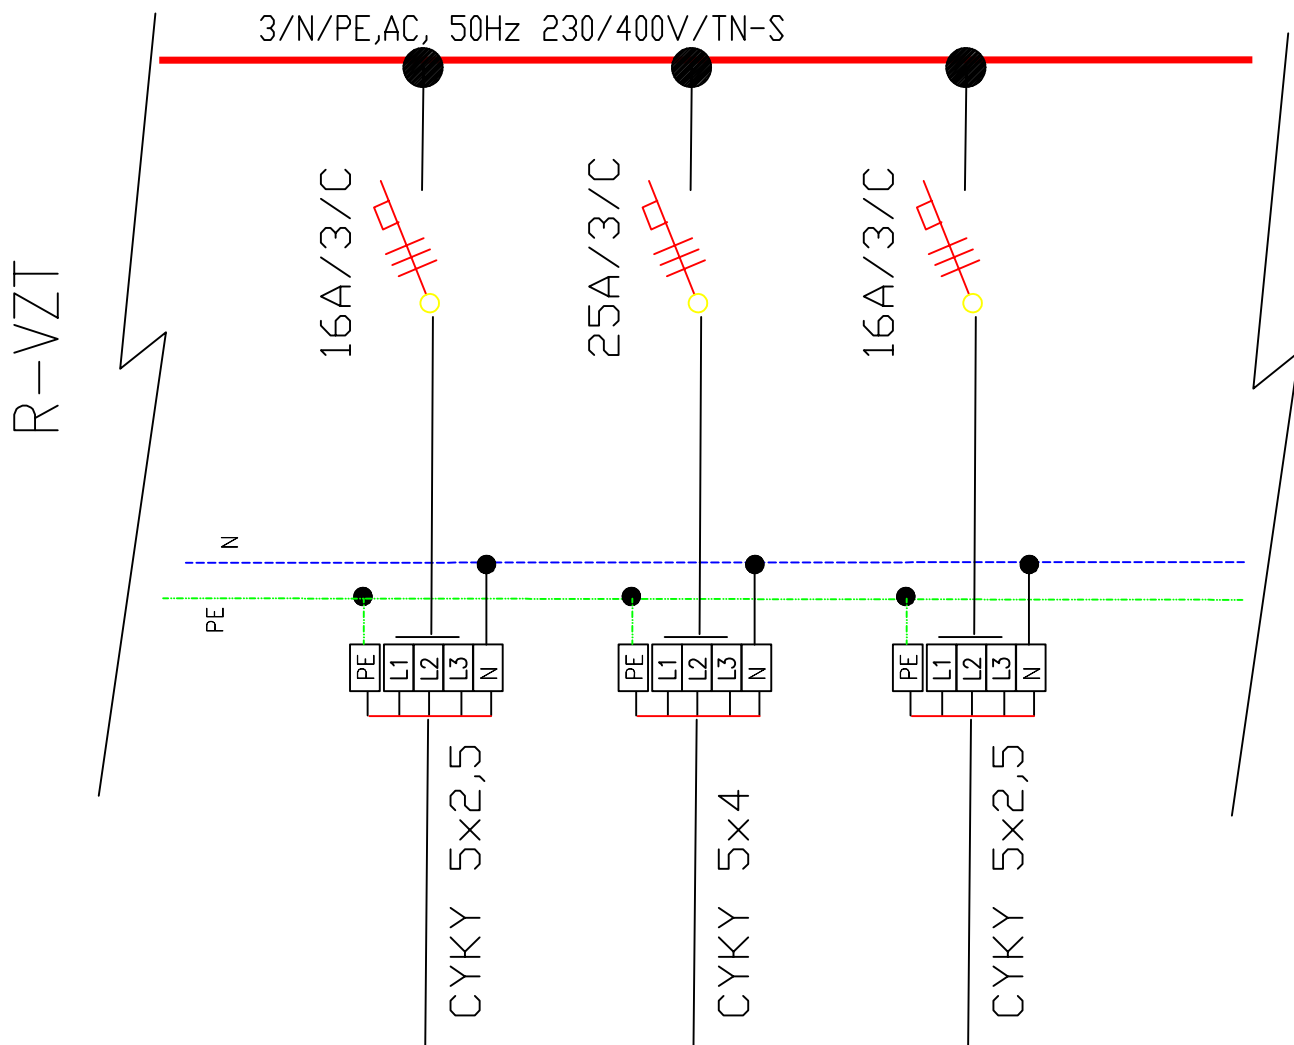 3/N/PE,AC, 50Hz 230/400V/TN-S
R-VZT
16A/3/C
25A/3/C
16A/3/C
N
PE
PE L1 L2 L3 N
PE L1 L2 L3 N
PE L1 L2 L3 N
CYKY 5x2,5
CYKY 5x4
CYKY 5x2,5